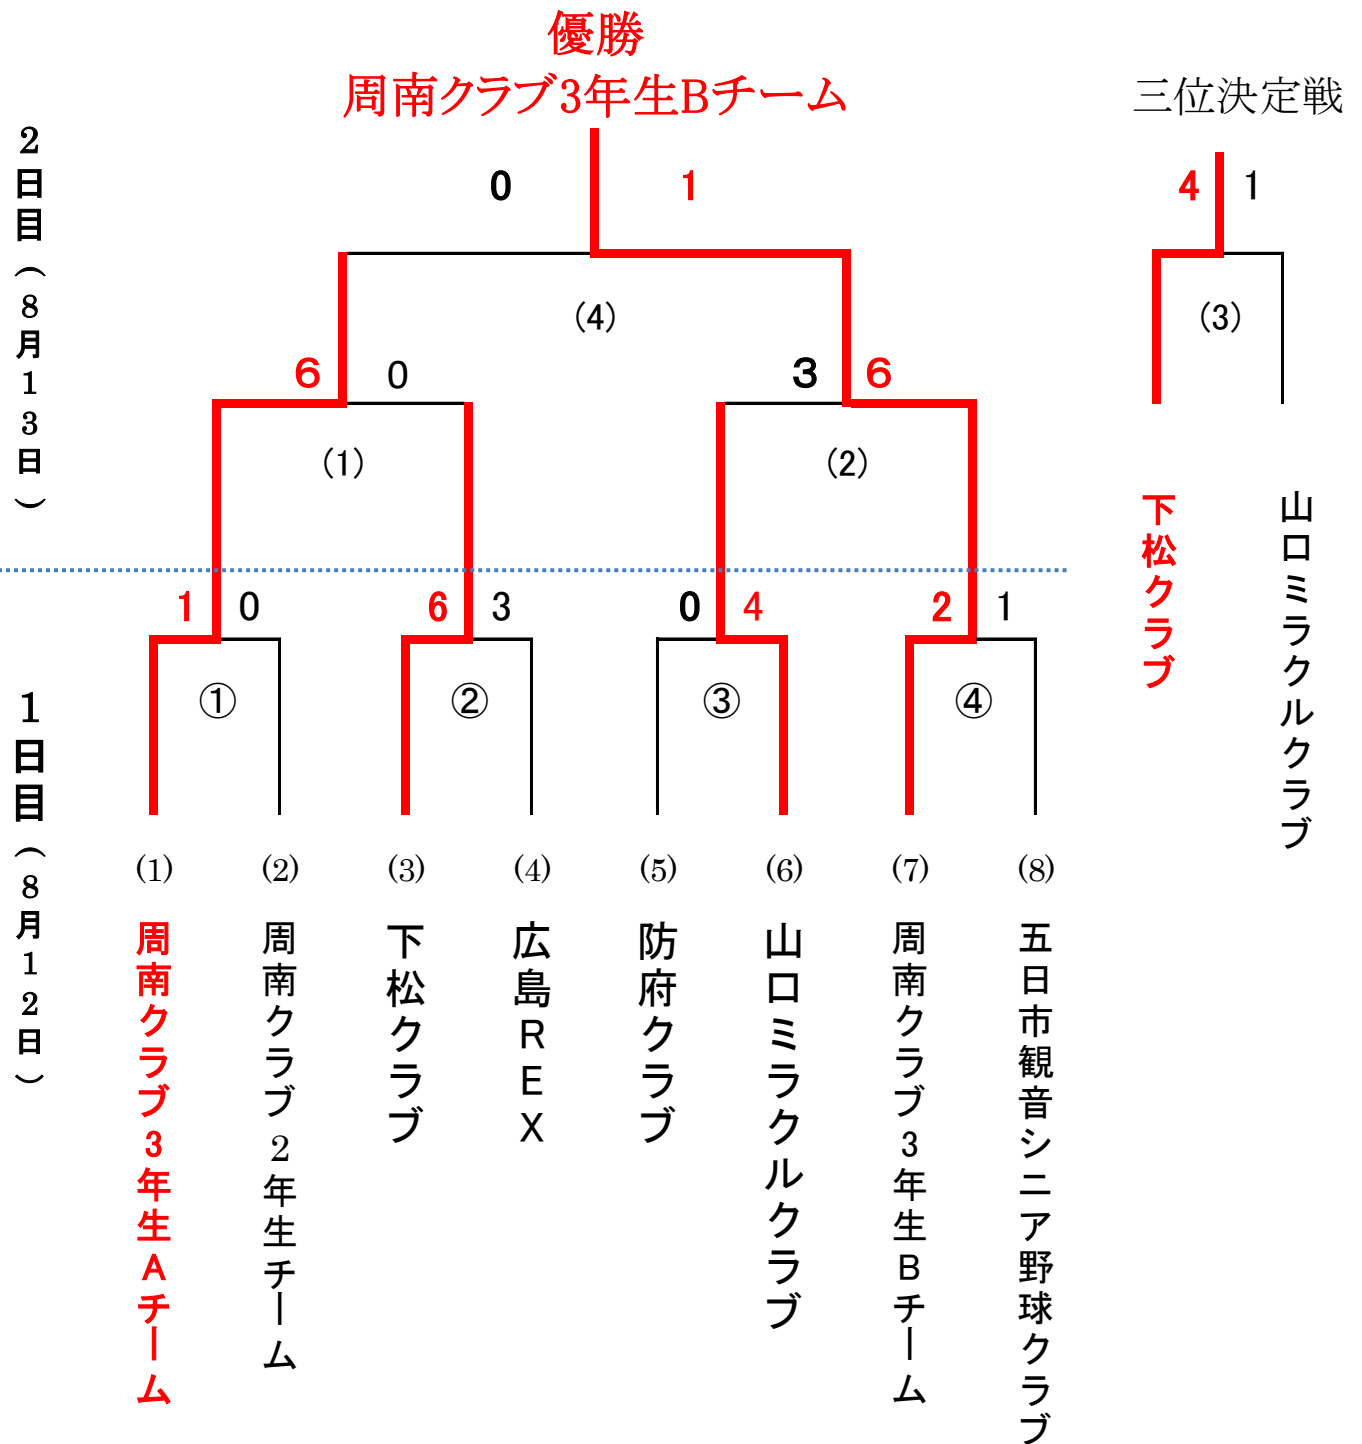 優勝
周南クラブ3年生Bチーム
三位決定戦
2日目(8月13日)
0 1
4 1
(4)
(3)
6 0
3 6
(1)
(2)
下松クラブ
山口ミラクルクラブ
1 0
6 3
0 4
2 1
①
②
③
④
1日目(8月12日)
(1)
(2)
(3)
(4)
(5)
(6)
(7)
(8)
周南クラブ3年生Aチーム
周南クラブ2年生チーム
下松クラブ
広島REX
防府クラブ
山口ミラクルクラブ
周南クラブ3年生Bチーム
五日市観音シニア野球クラブ